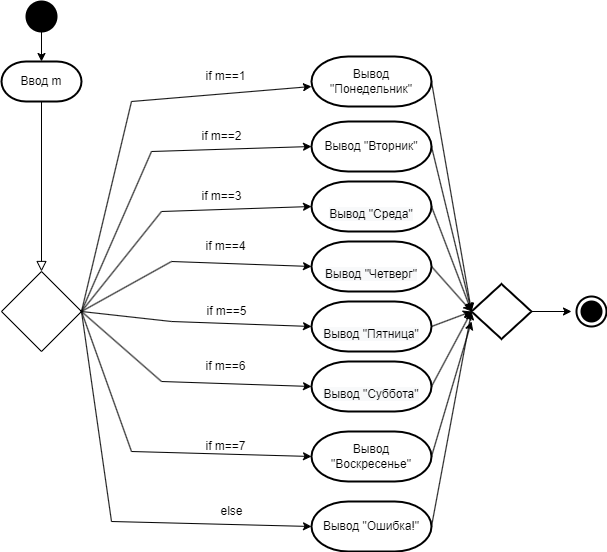 Ввод m
if m==1
Вывод
"Понедельник"
if m==2
Вывод "Вторник"
if m==3
Вывод "Среда"
if m==4
Вывод "Четверг"
if m==5
Вывод "Пятница"
if m==6
Вывод "Суббота"
if m==7
Вывод
"Воскресенье"
else
Вывод "Ошибка!"